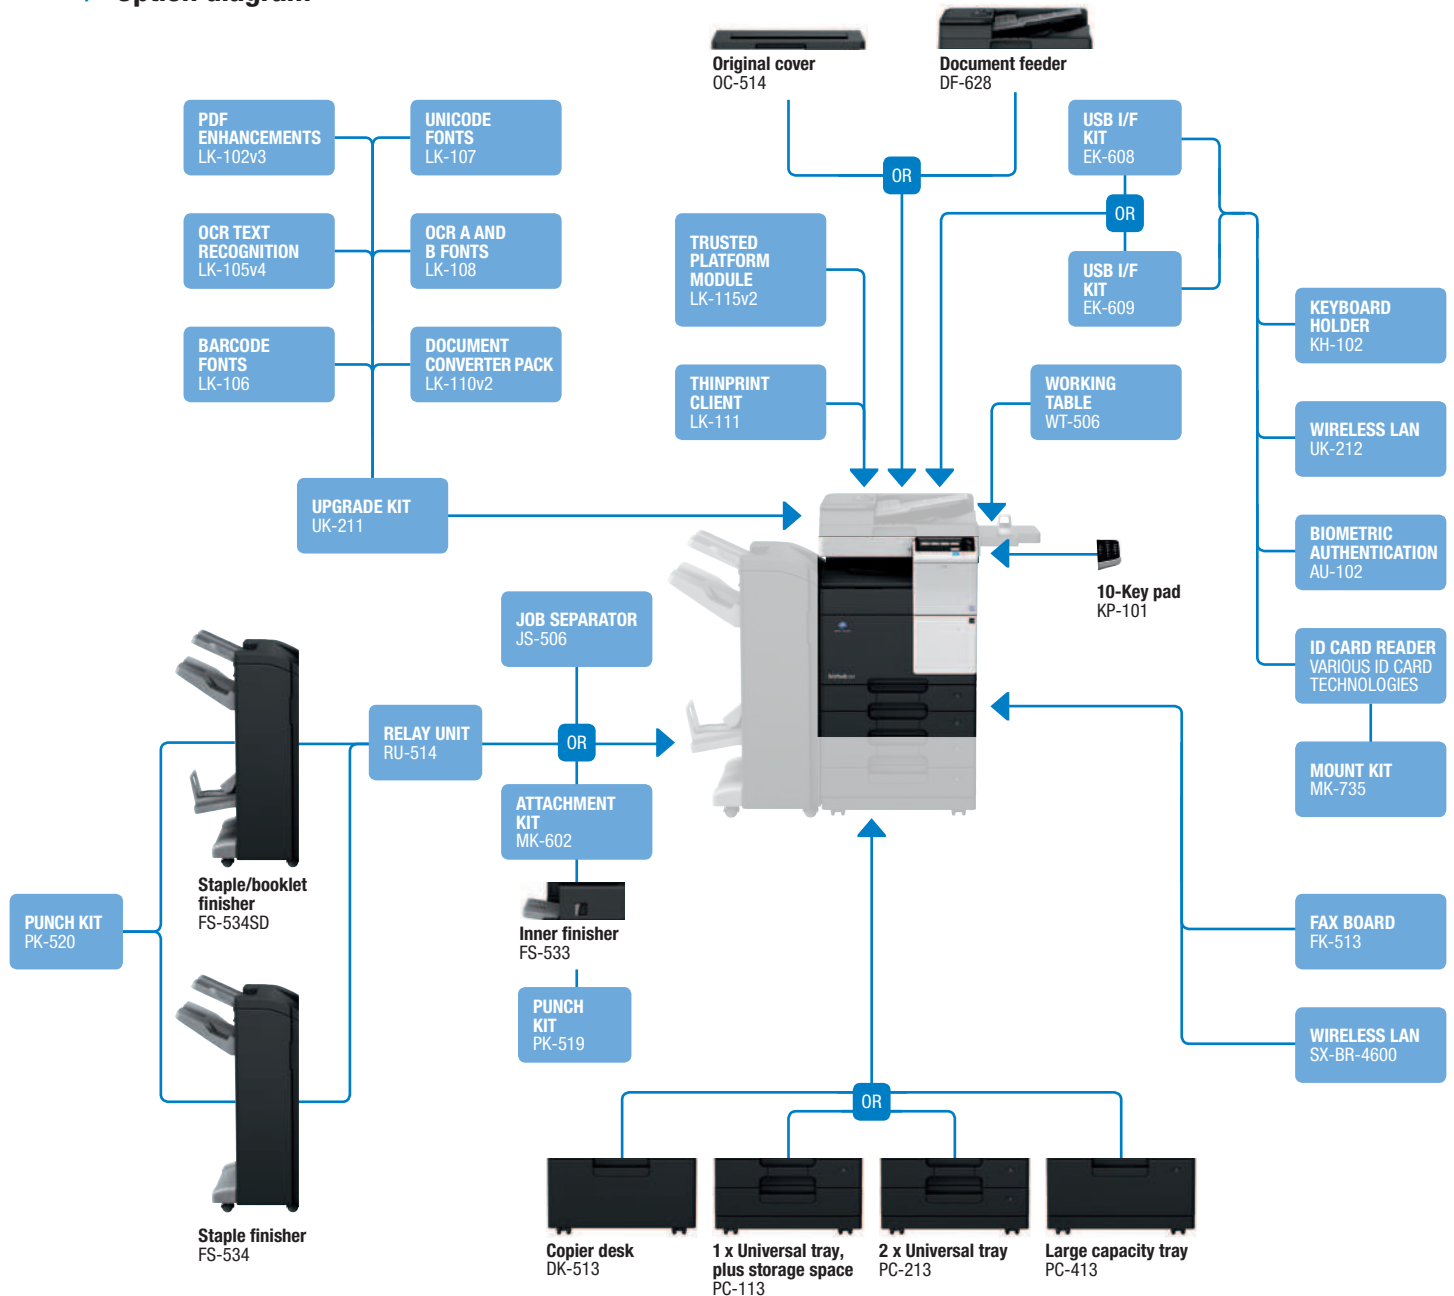 Option diagram
Original cover
OC-514
Document feeder
DF-628
PDF
ENHANCEMENTS
LK-102v3
UNICODE
FONTS
LK-107
USB I/F
KIT
EK-608
OR
OR
OCR TEXT
RECOGNITION
LK-105v4
OCR A AND
B FONTS
LK-108
TRUSTED
PLATFORM
MODULE
LK-115v2
USB I/F
KIT
EK-609
KEYBOARD
HOLDER
KH-102
BARCODE
FONTS
LK-106
DOCUMENT
CONVERTER PACK
LK-110v2
THINPRINT
CLIENT
LK-111
WORKING
TABLE
WT-506
WIRELESS LAN
UK-212
UPGRADE KIT
UK-211
BIOMETRIC
AUTHENTICATION
AU-102
10-Key pad
KP-101
JOB SEPARATOR
JS-506
ID CARD READER
VARIOUS ID CARD
TECHNOLOGIES
RELAY UNIT
RU-514
OR
MOUNT KIT
MK-735
ATTACHMENT
KIT
MK-602
Staple/booklet
finisher
FS-534SD
PUNCH KIT
PK-520
Inner finisher
FS-533
FAX BOARD
FK-513
PUNCH
KIT
PK-519
WIRELESS LAN
SX-BR-4600
OR
Staple finisher
FS-534
Copier desk
DK-513
1 x Universal tray,
plus storage space
PC-113
2 x Universal tray
PC-213
Large capacity tray
PC-413